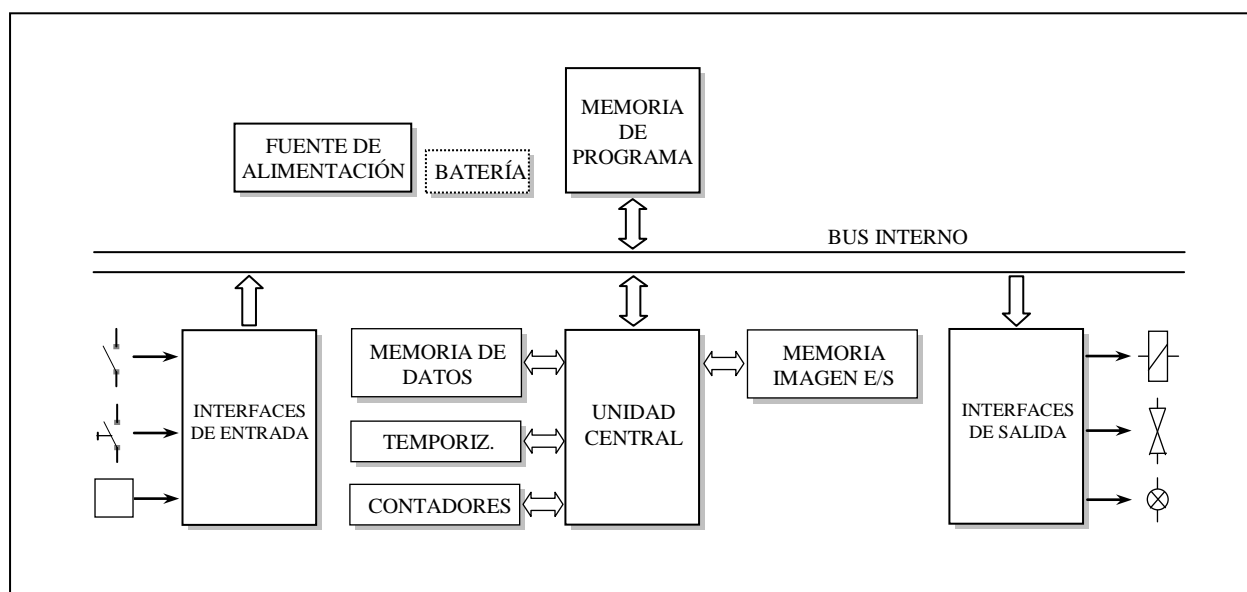 MEMORIA
DE
PROGRAMA
FUENTE DE
ALIMENTACIÓN
BATERÍA
BUS INTERNO
INTERFACES
DE ENTRADA
MEMORIA DE
DATOS
TEMPORIZ.
CONTADORES
UNIDAD
CENTRAL
MEMORIA
IMAGEN E/S
INTERFACES
DE SALIDA